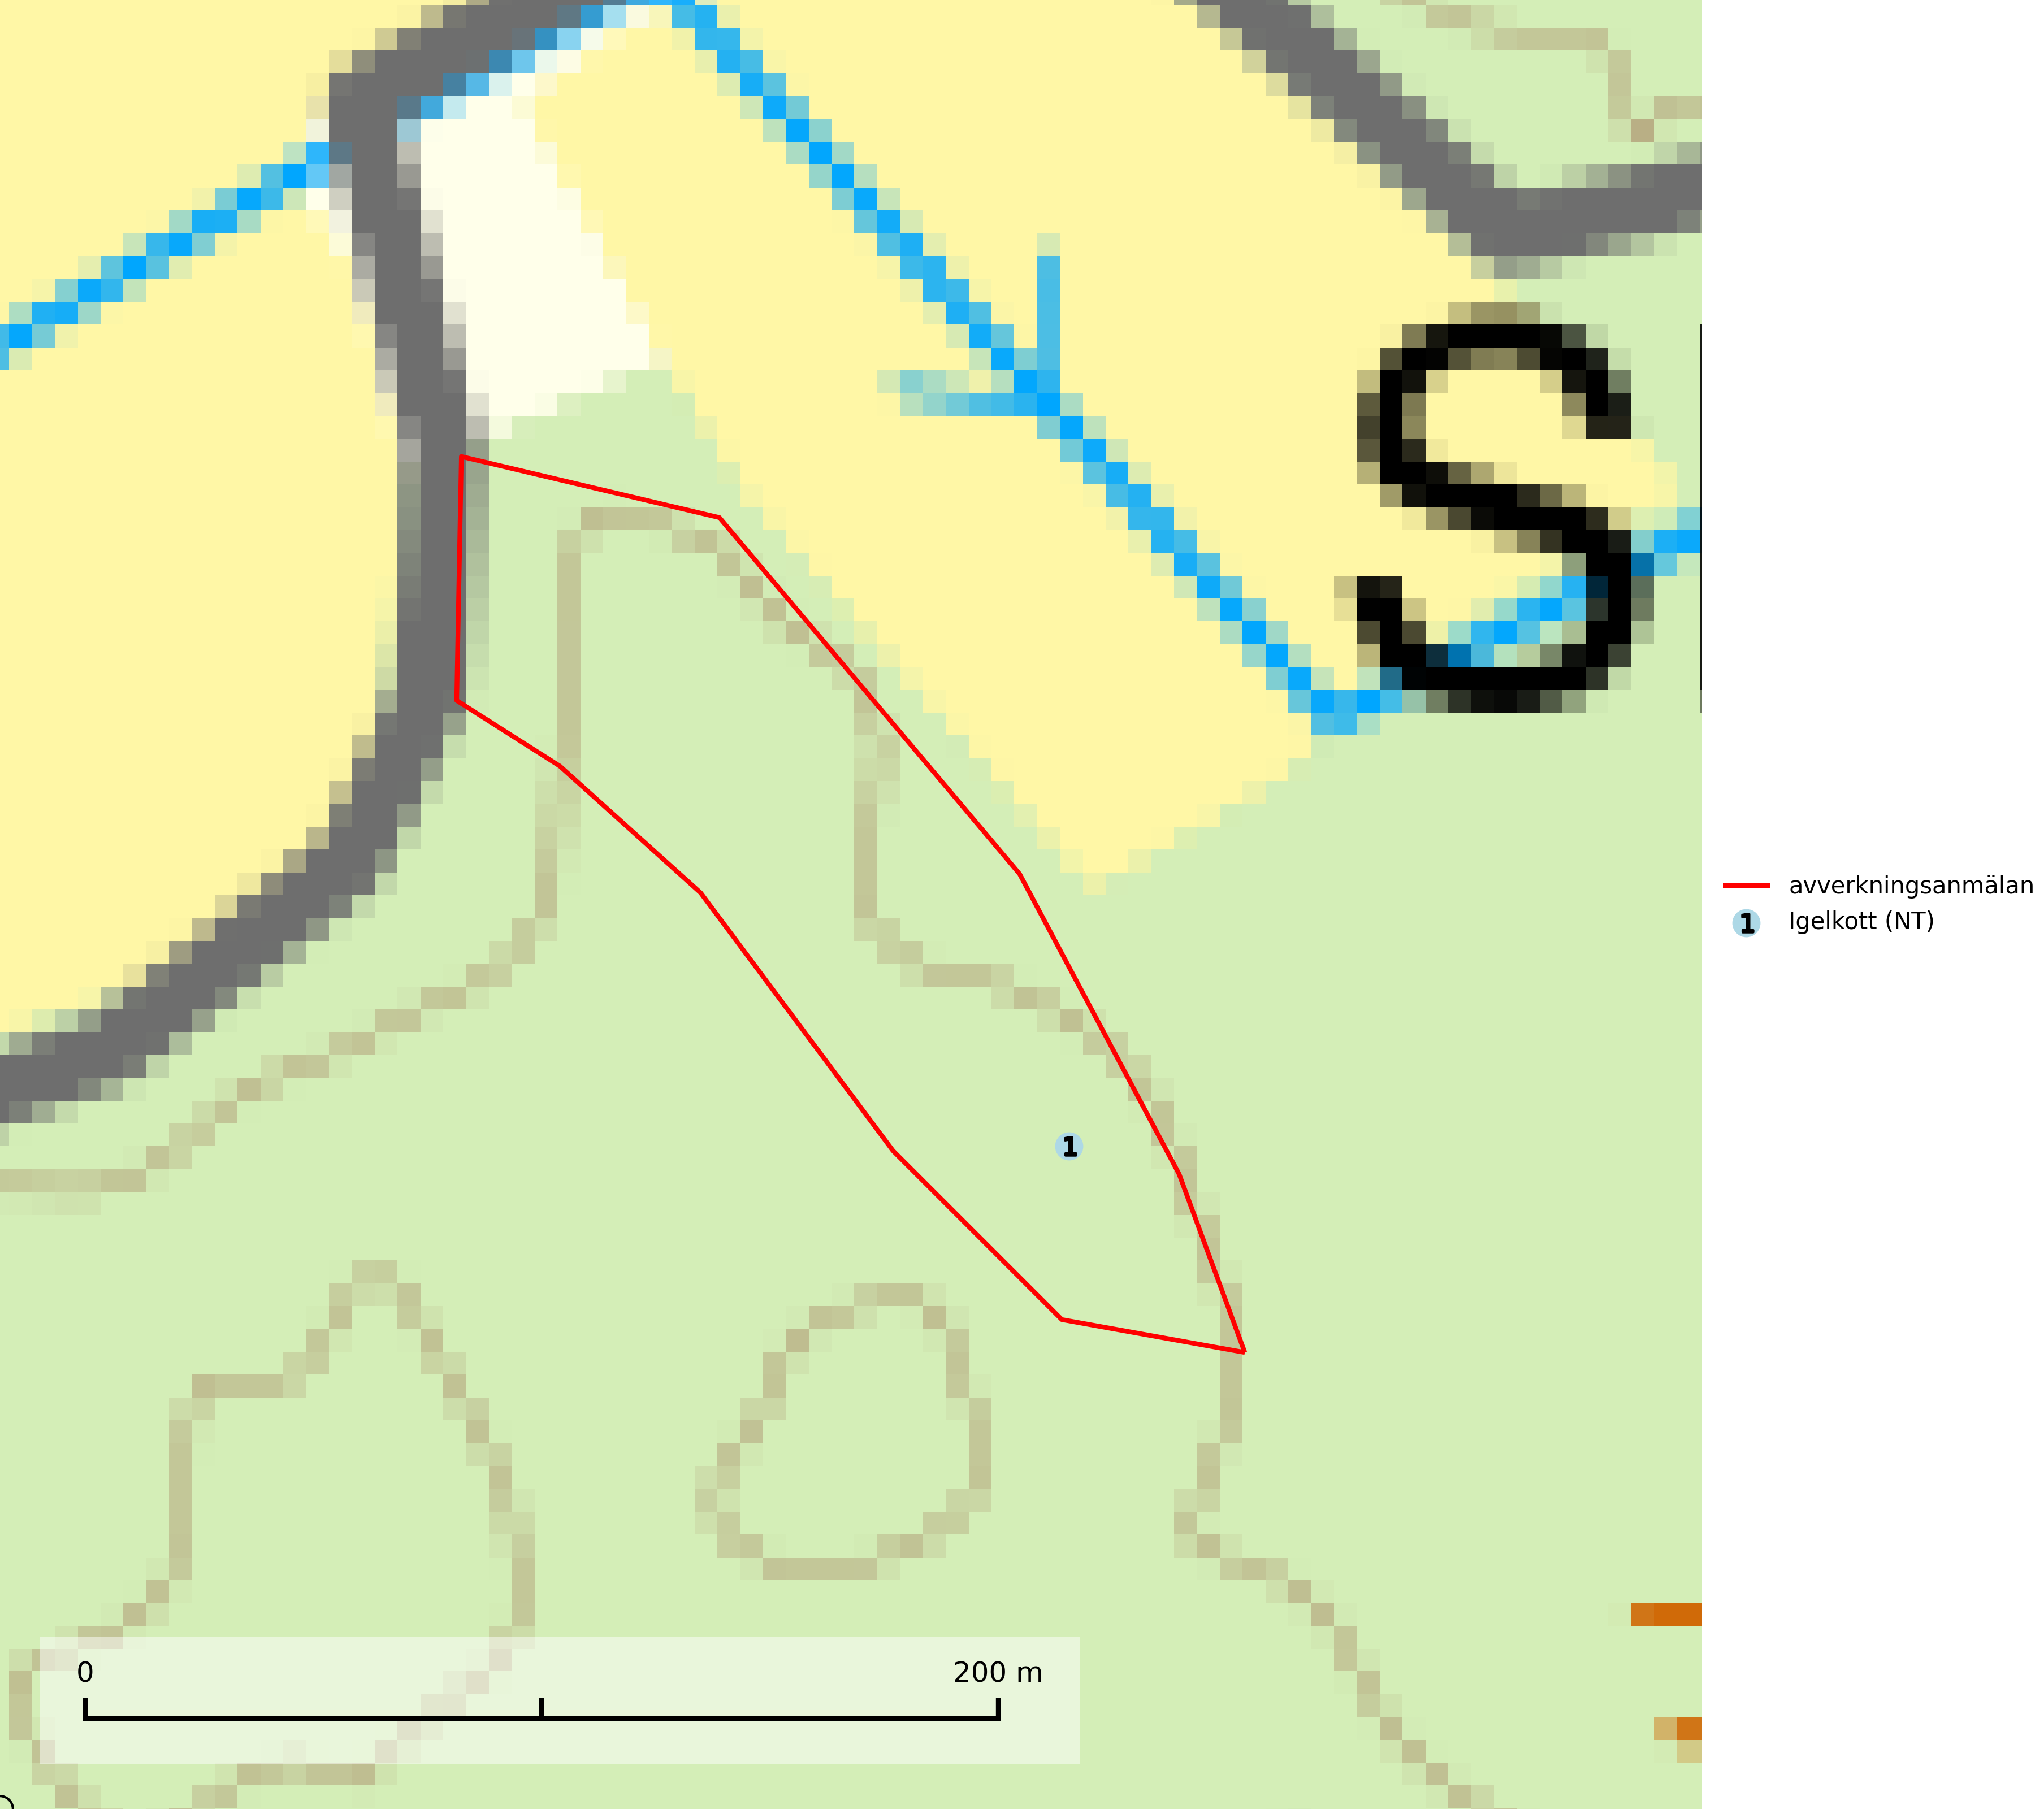 S
avverkningsanmälan
1 Igelkott (NT)
1
0 200 m